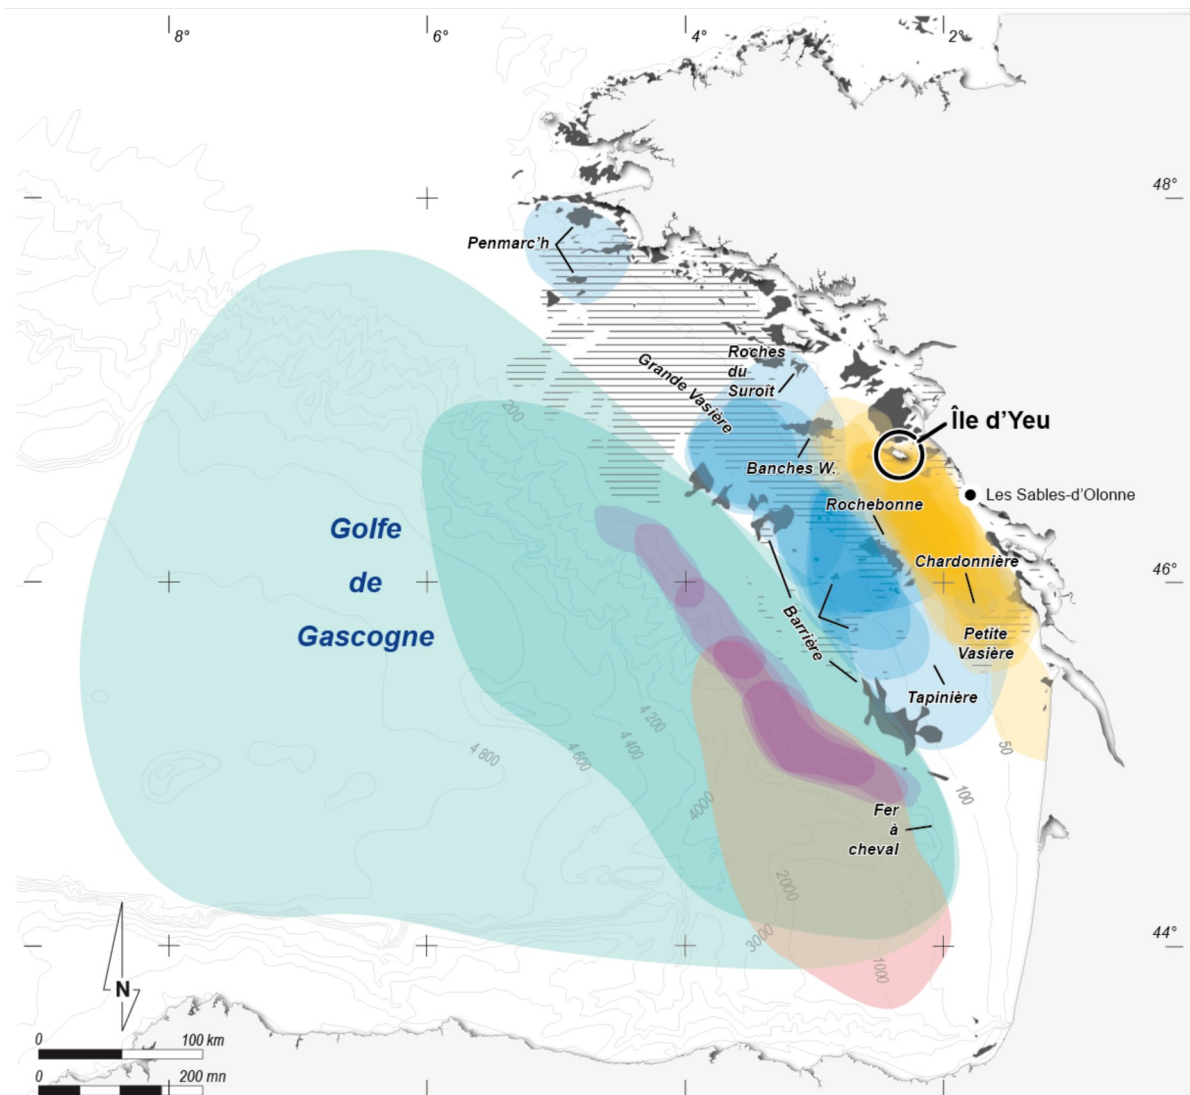 8°
6°
4°
2°
48°
Penmarc'h
Roches
du
Suroît
Grande Vasière
200
Île d'Yeu
Banches W.
Les Sables-d'Olonne
Rochebonne
Golfe
de
Gascogne
Chardonnière
46°
Barrière
Petite
Vasière
Tapinière
4 200
4 400
4 600
4 800
50
100
4000
Fer
à
cheval
2000
3000
1000
44°
N
0
100 km
0
200 mn